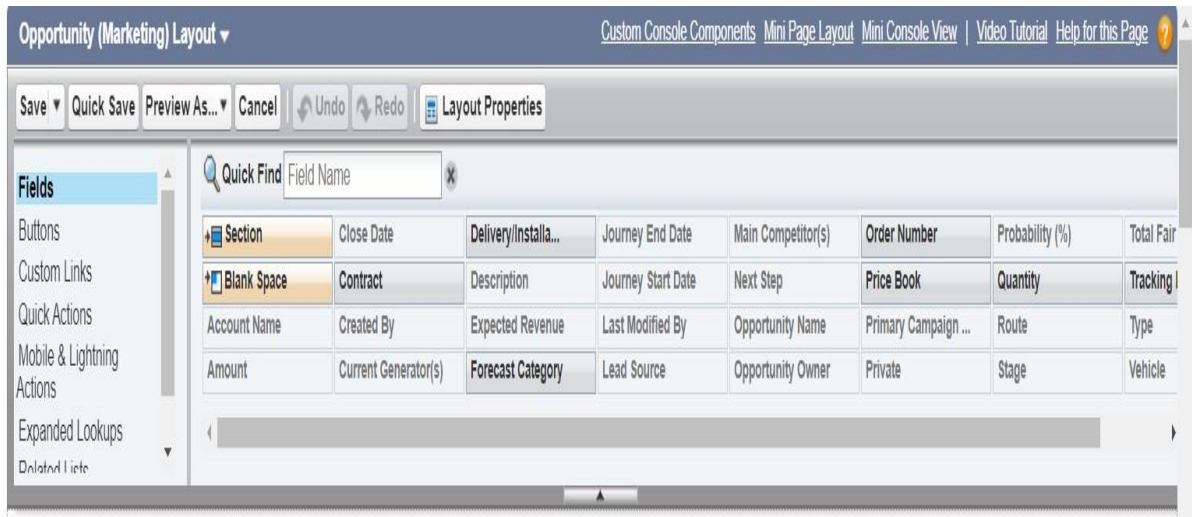 Opportunity (Marketing) Layout Custom Console Components Mini Page Layout Mini Console View | Video Tutorial Help for this Page ?
Save Quick Save Preview As... Cancel Undo Redo Layout Properties
Quick Find Field Name x
Fields
Buttons
Custom Links
Quick Actions
Mobile & Lightning
Actions
Expanded Lookups
Related Lists
Section Close Date Delivery/Installa... Journey End Date Main Competitor(s) Order Number Probability (%) Total Fair
Blank Space Contract Description Journey Start Date Next Step Price Book Quantity Tracking
Account Name Created By Expected Revenue Last Modified By Opportunity Name Primary Campaign ... Route Type
Amount Current Generator(s) Forecast Category Lead Source Opportunity Owner Private Stage Vehicle